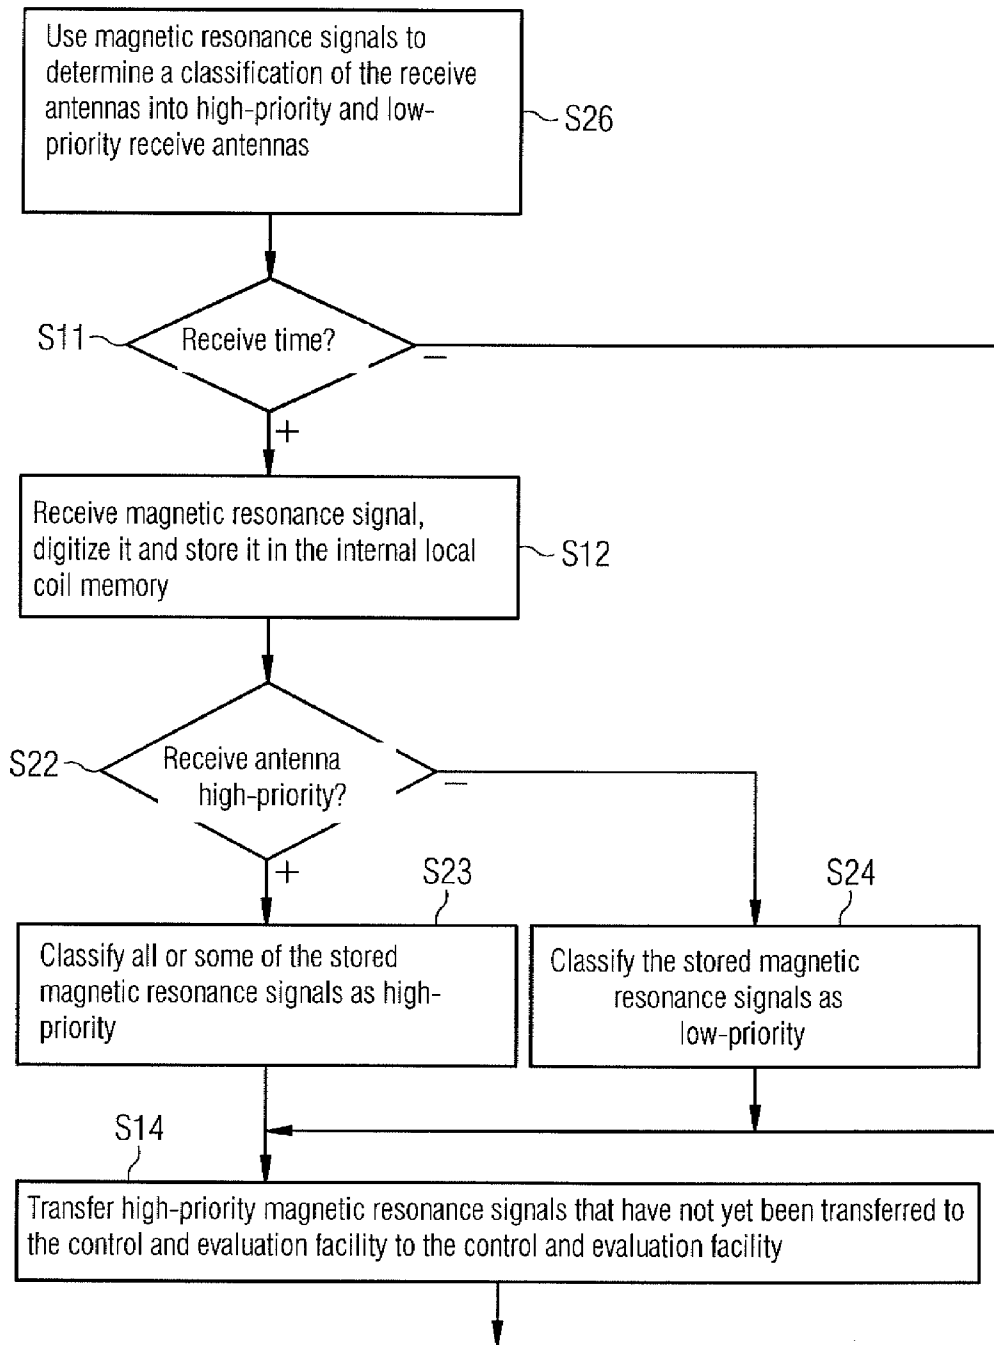 Use magnetic resonance signals to
determine a classification of the receive
antennas into high-priority and low-
priority receive antennas
S26
S11
Receive time?
−
+
Receive magnetic resonance signal,
digitize it and store it in the internal local
coil memory
S12
S22
Receive antenna
high-priority?
−
+
S23
S24
Classify all or some of the stored
magnetic resonance signals as high-
priority
Classify the stored magnetic
resonance signals as
low-priority
S14
Transfer high-priority magnetic resonance signals that have not yet been transferred to
the control and evaluation facility to the control and evaluation facility